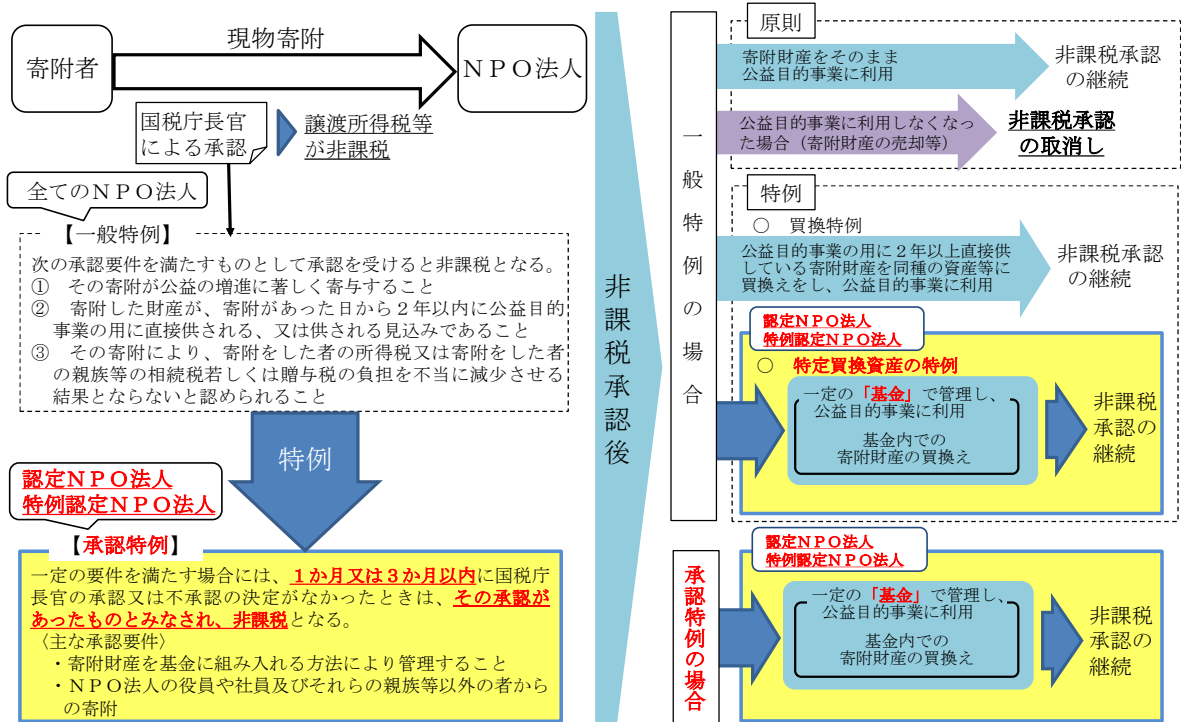 寄附者
現物寄附
ＮＰＯ法人
国税庁長官
による承認
譲渡所得税等
が非課税
全てのＮＰＯ法人
【一般特例】
次の承認要件を満たすものとして承認を受けると非課税となる。
①　その寄附が公益の増進に著しく寄与すること
②　寄附した財産が、寄附があった日から２年以内に公益目的
事業の用に直接供される、又は供される見込みであること
③　その寄附により、寄附をした者の所得税又は寄附をした者
の親族等の相続税若しくは贈与税の負担を不当に減少させる
結果とならないと認められること
特例
認定ＮＰＯ法人
特例認定ＮＰＯ法人
【承認特例】
一定の要件を満たす場合には、１か月又は３か月以内に国税庁
長官の承認又は不承認の決定がなかったときは、その承認が
あったものとみなされ、非課税となる。
〈主な承認要件〉
・寄附財産を基金に組み入れる方法により管理すること
・ＮＰＯ法人の役員や社員及びそれらの親族等以外の者から
の寄附
非課税承認後
一般特例の場合
原則
寄附財産をそのまま
公益目的事業に利用
非課税承認
の継続
公益目的事業に利用しなくなっ
た場合（寄附財産の売却等）
非課税承認
の取消し
特例
○　買換特例
公益目的事業の用に２年以上直接供
している寄附財産を同種の資産等に
買換えをし、公益目的事業に利用
非課税承認
の継続
認定ＮＰＯ法人
特例認定ＮＰＯ法人
○　特定買換資産の特例
一定の「基金」で管理し、
公益目的事業に利用
基金内での
寄附財産の買換え
非課税
承認の
継続
承認特例の場合
認定ＮＰＯ法人
特例認定ＮＰＯ法人
一定の「基金」で管理し、
公益目的事業に利用
基金内での
寄附財産の買換え
非課税
承認の
継続